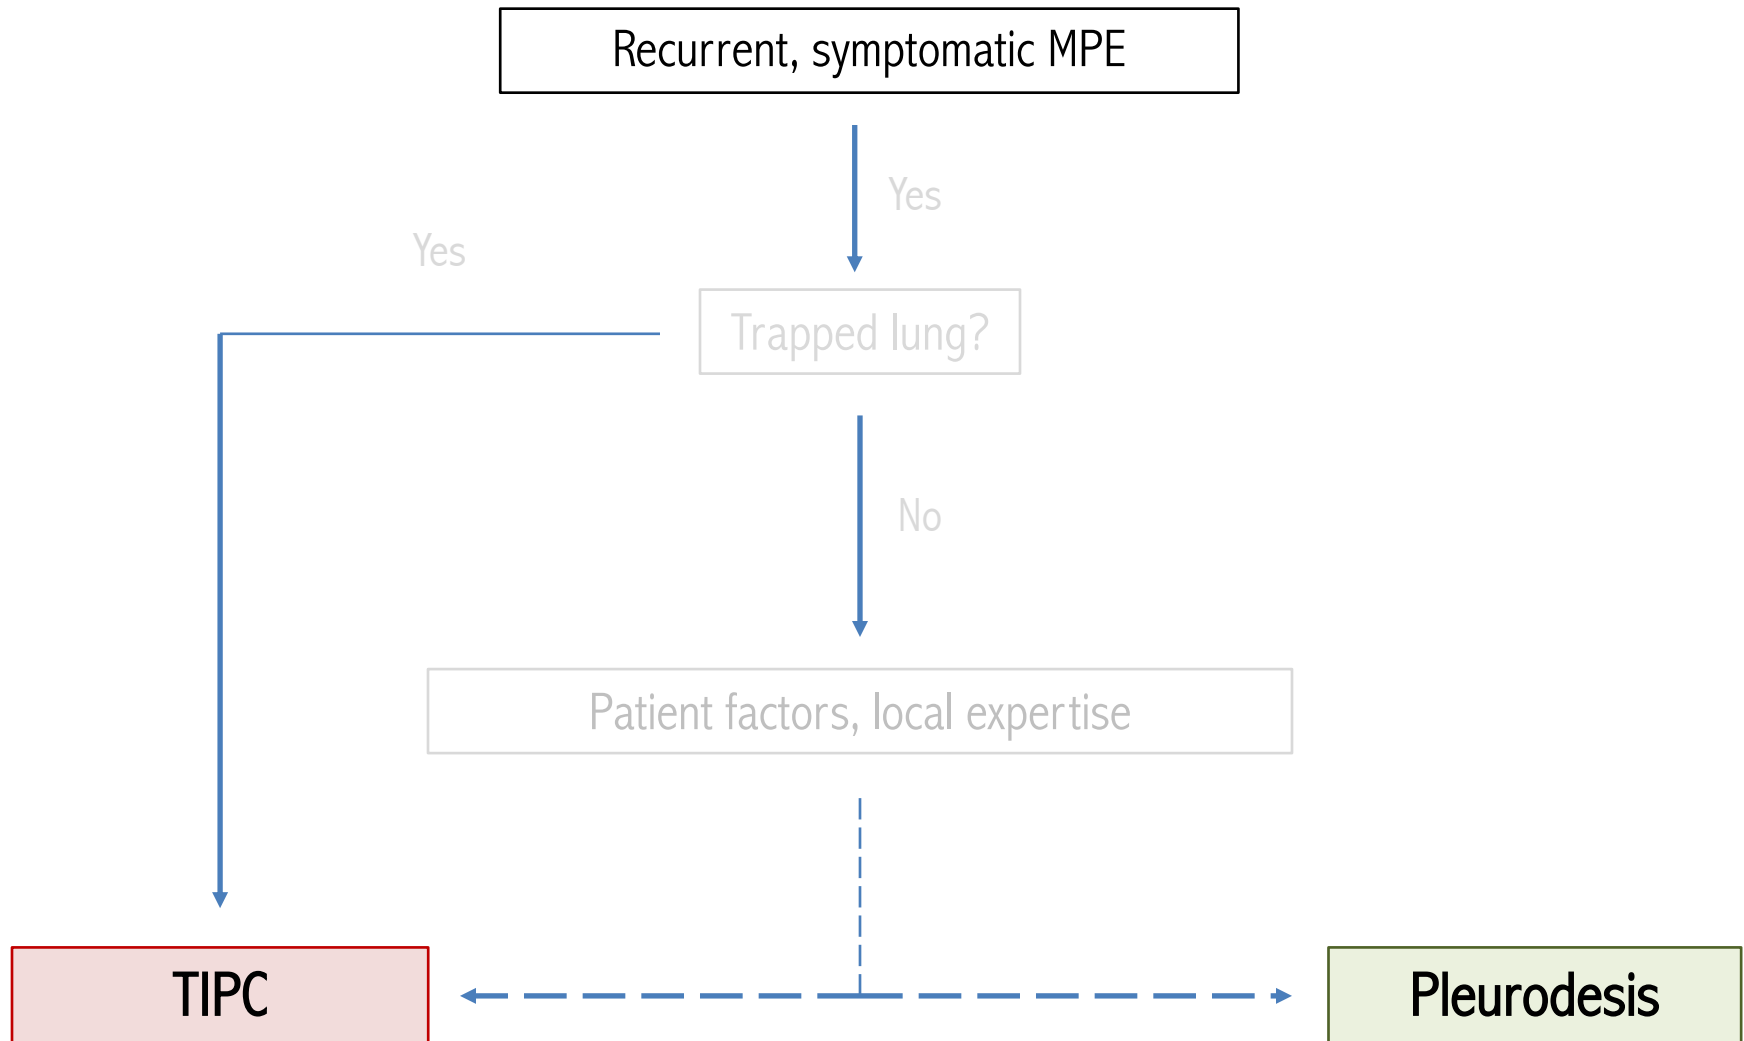 Recurrent, symptomatic MPE
Yes
Yes
Trapped lung?
No
Patient factors, local expertise
TIPC
Pleurodesis